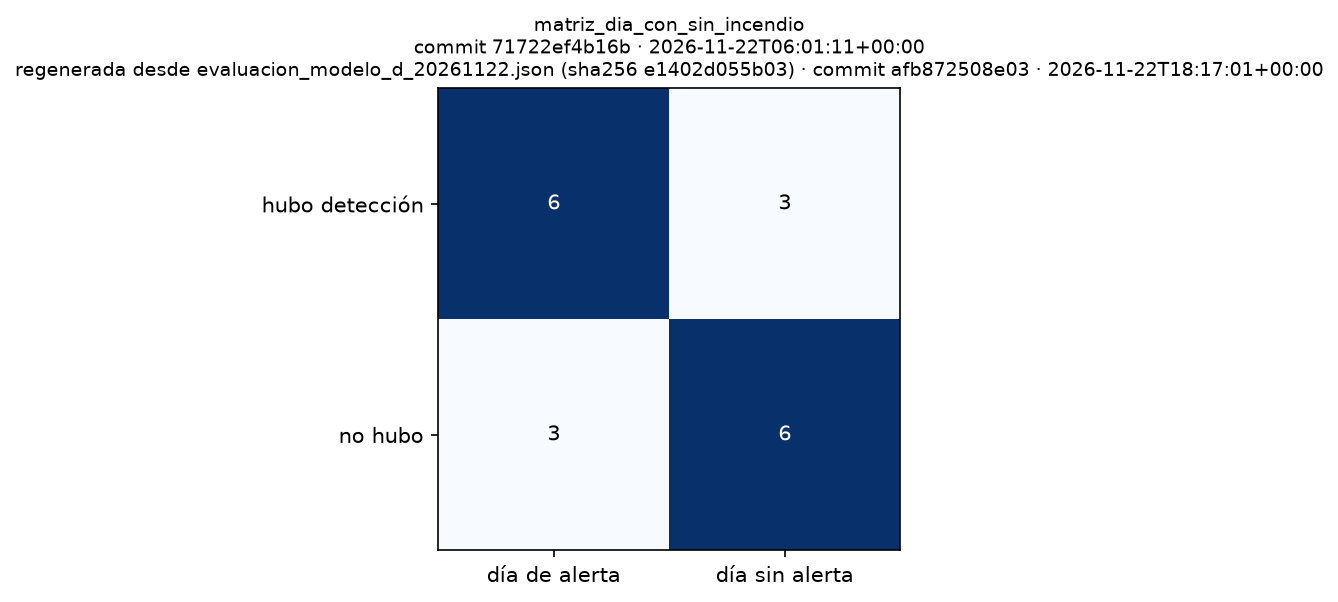 matriz_dia_con_sin_incendio
commit 71722ef4b16b · 2026-11-22T06:01:11+00:00
regenerada desde evaluacion_modelo_d_20261122.json (sha256 e1402d055b03) · commit afb872508e03 · 2026-11-22T18:17:01+00:00
hubo detección
6
3
no hubo
3
6
día de alerta
día sin alerta